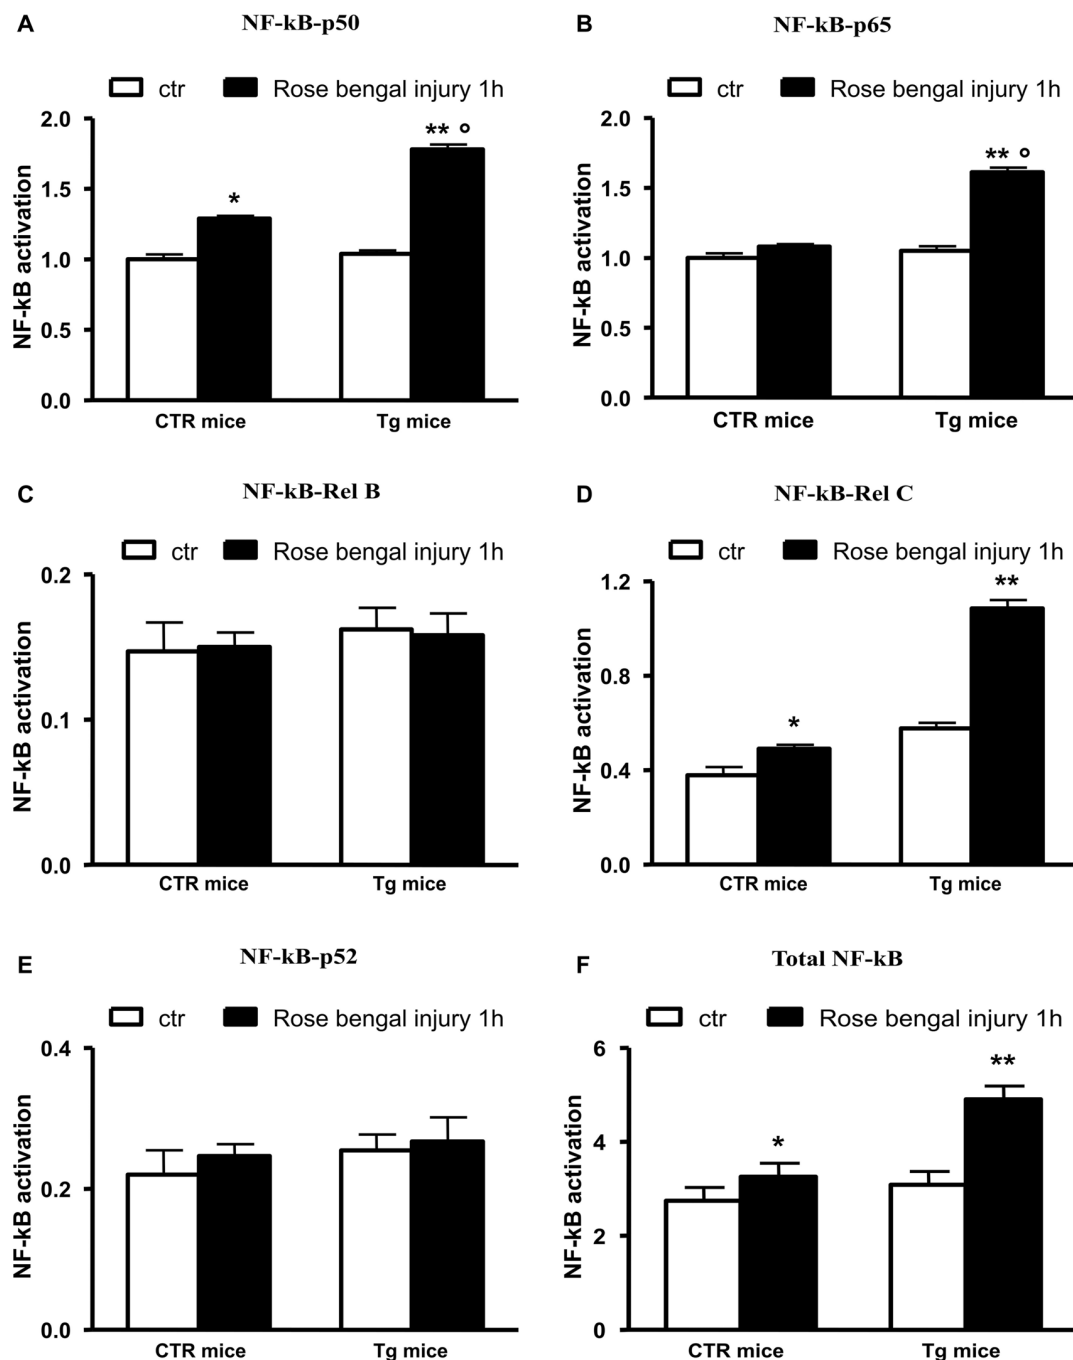 A NF-kB-p50
ctr Rose bengal injury 1h
NF-kB activation
2.0
1.5
1.0
0.5
0.0
*
** °
CTR mice Tg mice
B NF-kB-p65
ctr Rose bengal injury 1h
NF-kB activation
2.0
1.5
1.0
0.5
0.0
** °
CTR mice Tg mice
C NF-kB-Rel B
ctr Rose bengal injury 1h
NF-kB activation
0.2
0.1
0.0
CTR mice Tg mice
D NF-kB-Rel C
ctr Rose bengal injury 1h
NF-kB activation
1.2
0.8
0.4
0.0
*
**
CTR mice Tg mice
E NF-kB-p52
ctr Rose bengal injury 1h
NF-kB activation
0.4
0.2
0.0
CTR mice Tg mice
F Total NF-kB
ctr Rose bengal injury 1h
NF-kB activation
6
4
2
0
*
**
CTR mice Tg mice